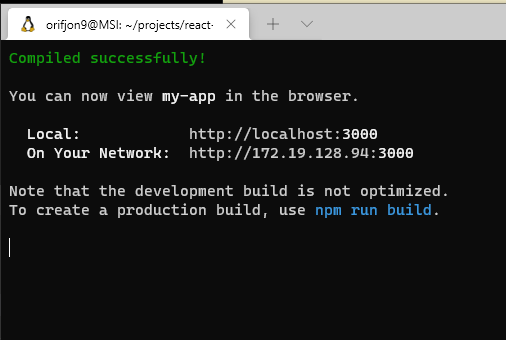 orifjon9@MSI: ~/projects/react-
Compiled successfully!
You can now view my-app in the browser.
Local: http://localhost:3000
On Your Network: http://172.19.128.94:3000
Note that the development build is not optimized.
To create a production build, use npm run build.